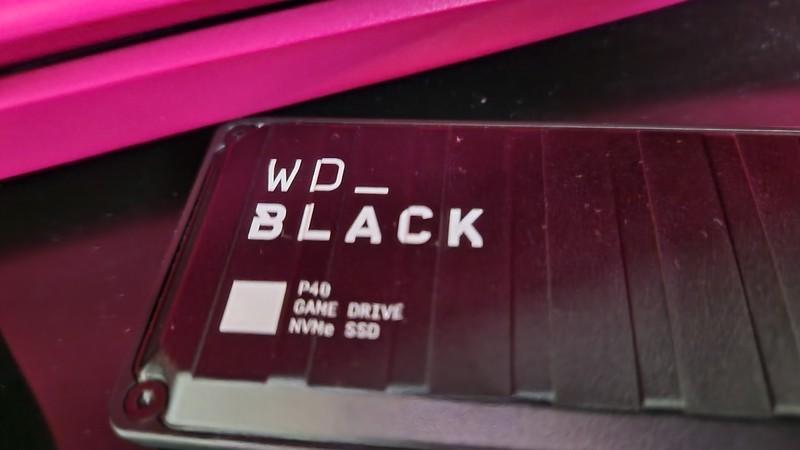 WD_
BLACK
P40
GAME DRIVE
NVMe SSD